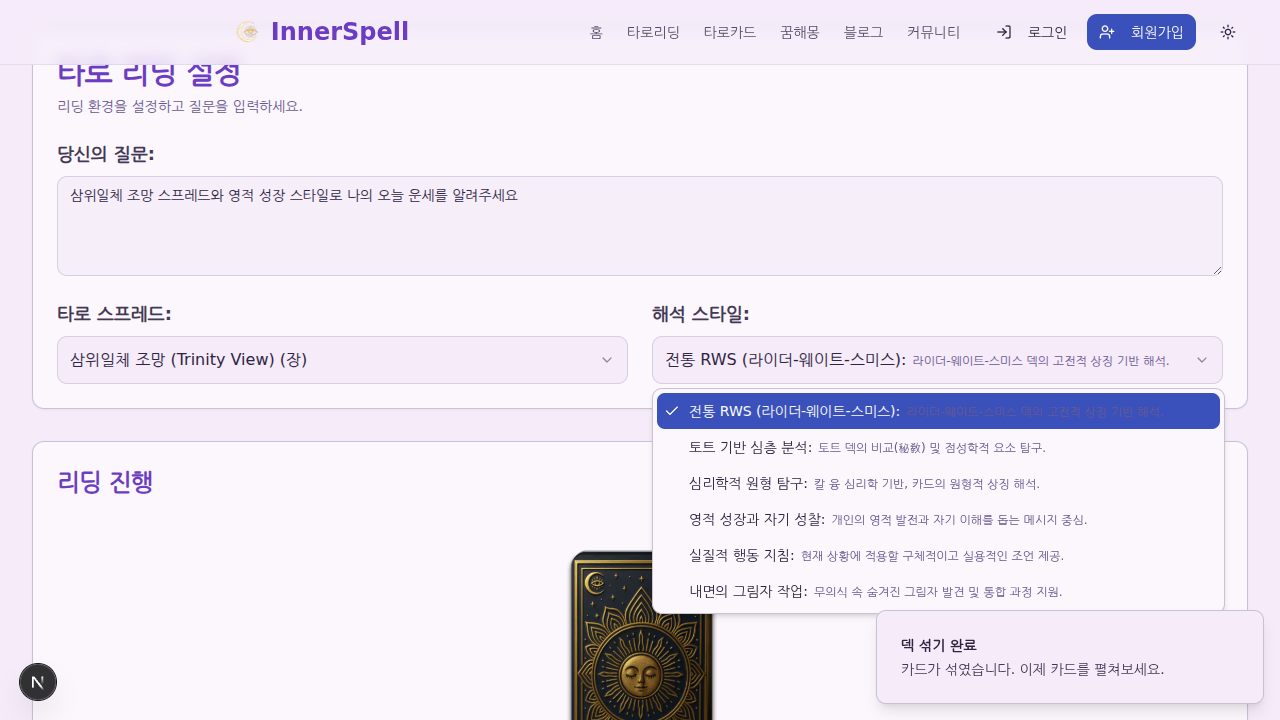 InnerSpell
홈
타로리딩
타로카드
꿈해몽
블로그
커뮤니티
로그인
회원가입
타로 리딩 설정
리딩 환경을 설정하고 질문을 입력하세요.
당신의 질문:
삼위일체 조망 스프레드와 영적 성장 스타일로 나의 오늘 운세를 알려주세요
타로 스프레드:
삼위일체 조망 (Trinity View) (장)
해석 스타일:
전통 RWS (라이더-웨이트-스미스): 라이더-웨이트-스미스 덱의 고전적 상징 기반 해석.
전통 RWS (라이더-웨이트-스미스): 라이더-웨이트-스미스 덱의 고전적 상징 기반 해석.
토트 기반 심층 분석: 토트 덱의 비교(秘敎) 및 점성학적 요소 탐구.
심리학적 원형 탐구: 칼 융 심리학 기반, 카드의 원형적 상징 해석.
영적 성장과 자기 성찰: 개인의 영적 발전과 자기 이해를 돕는 메시지 중심.
실질적 행동 지침: 현재 상황에 적용할 구체적이고 실용적인 조언 제공.
내면의 그림자 작업: 무의식 속 숨겨진 그림자 발견 및 통합 과정 지원.
리딩 진행
덱 섞기 완료
카드가 섞였습니다. 이제 카드를 펼쳐보세요.
N